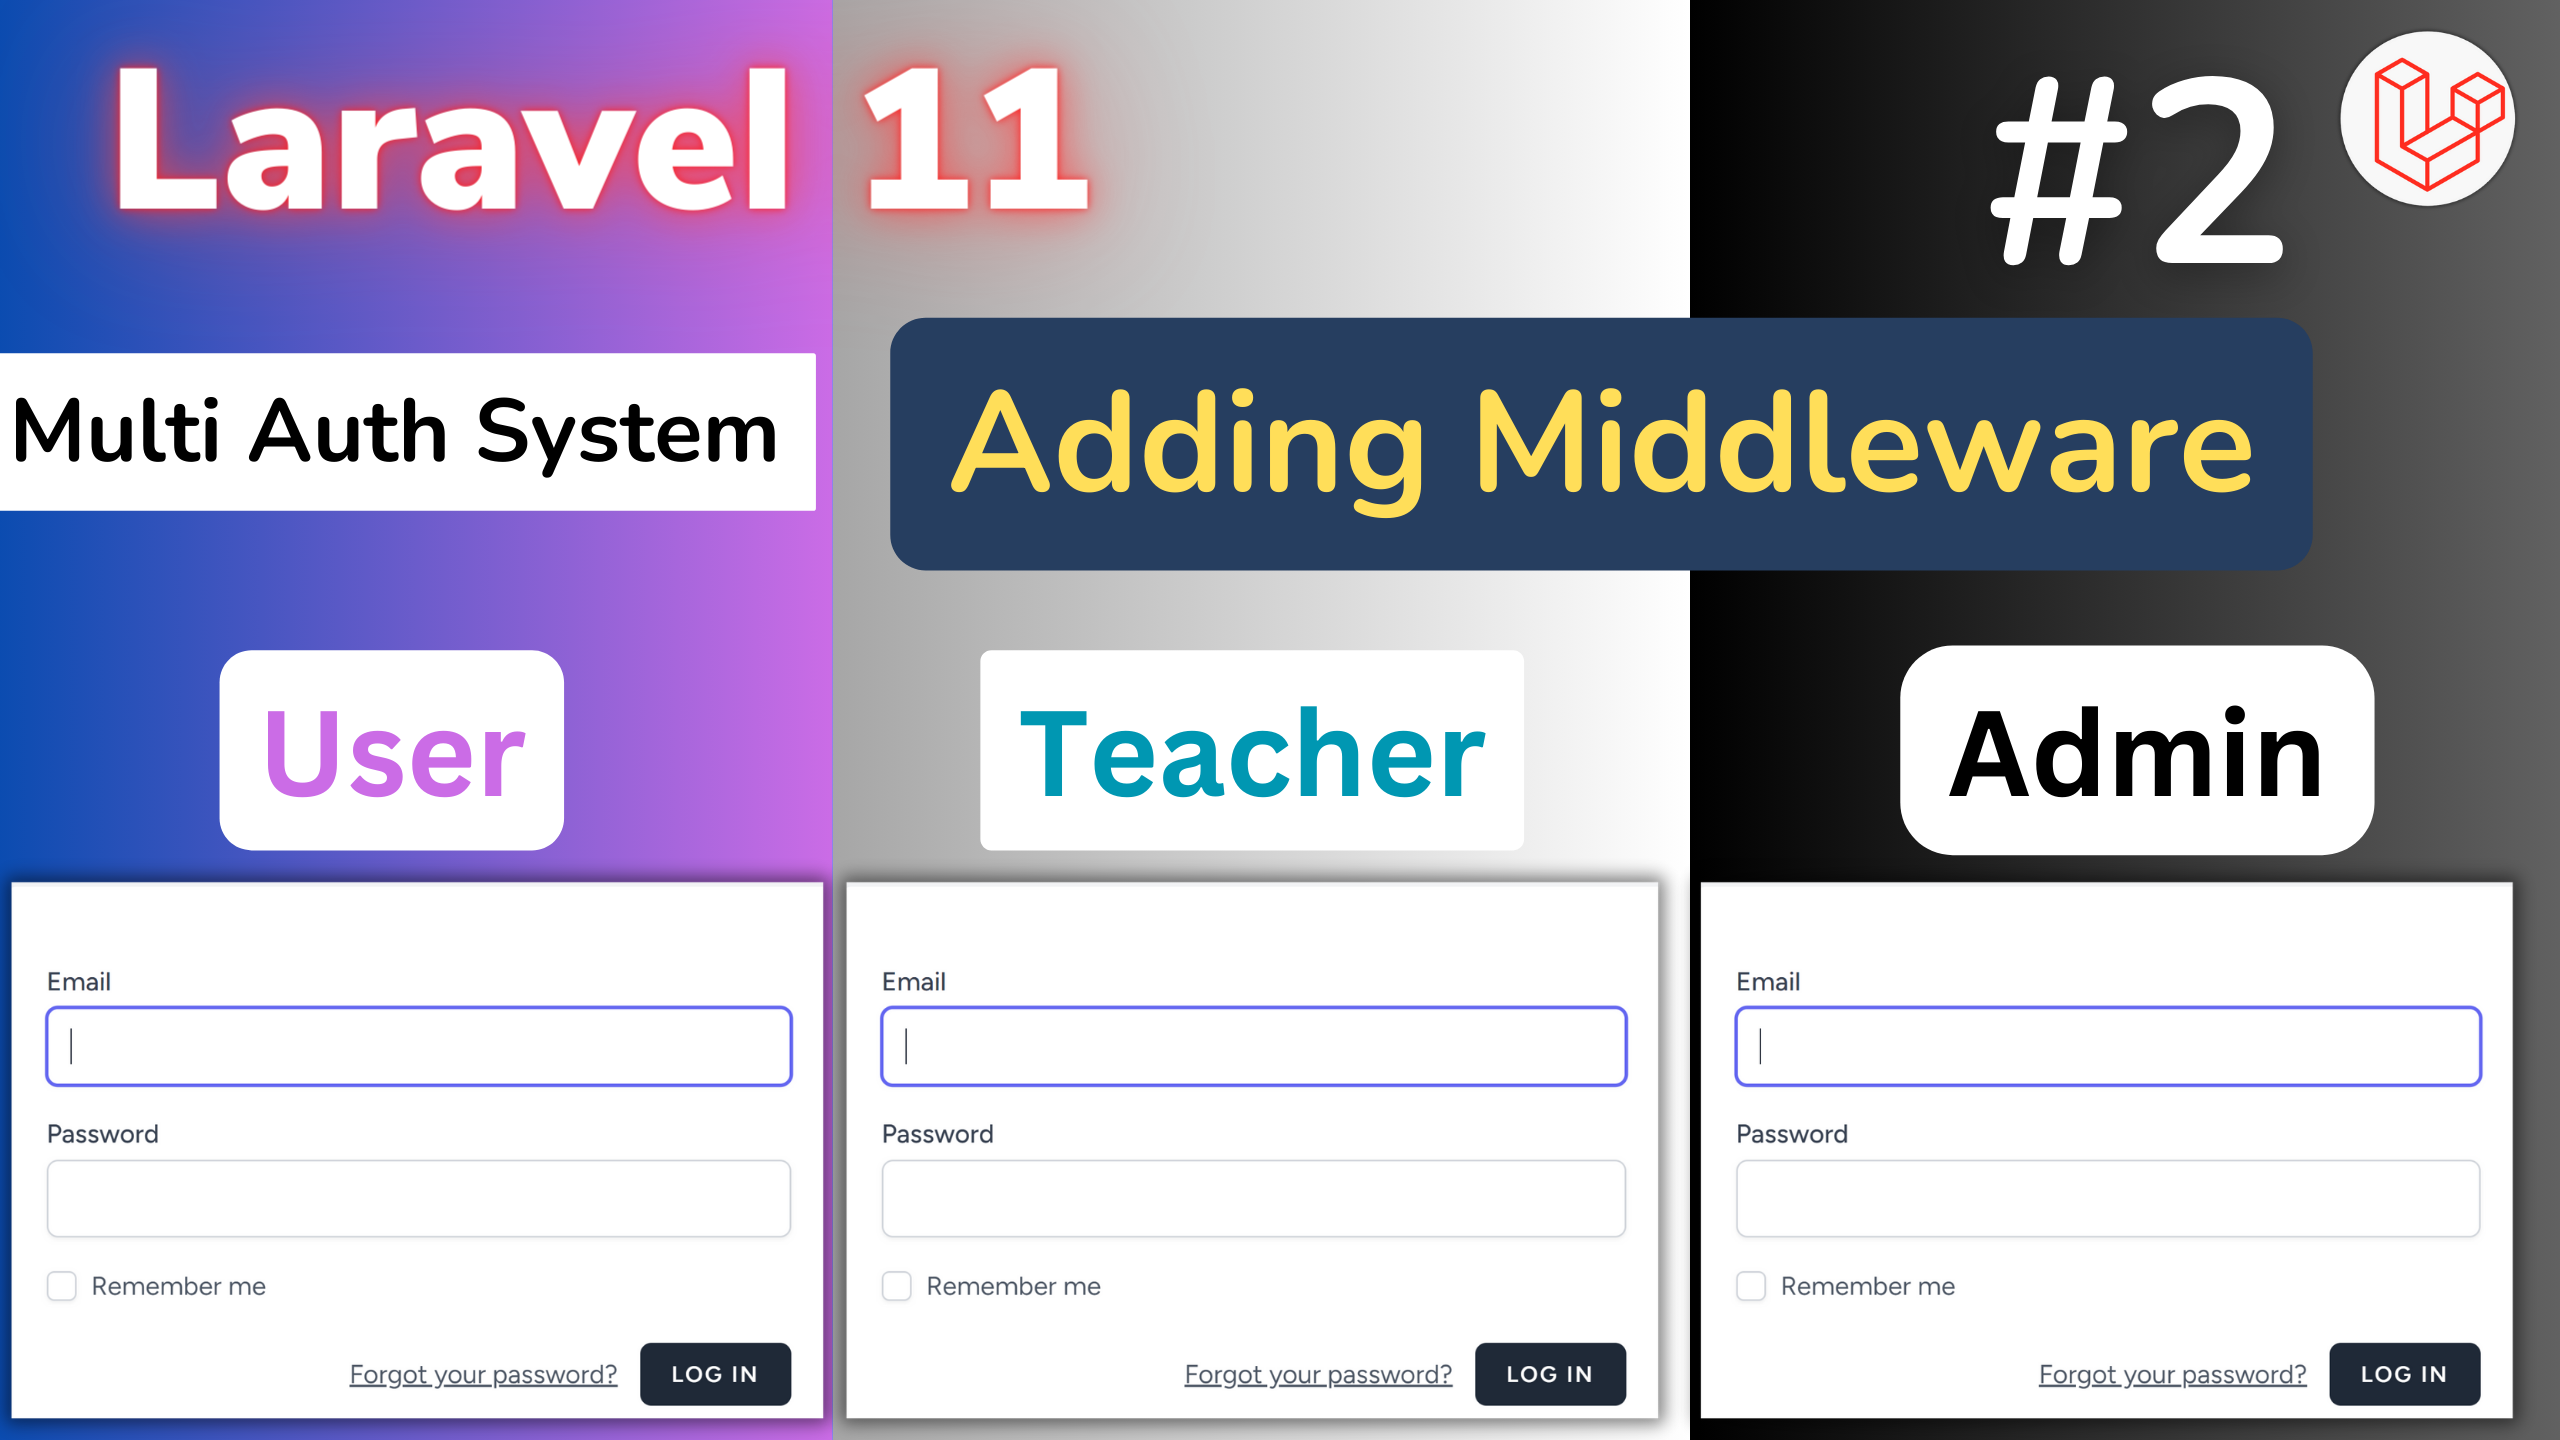 Laravel 11
#2
Multi Auth System
Adding Middleware
User
Teacher
Admin
Email
Password
Remember me
Forgot your password?
LOG IN
Email
Password
Remember me
Forgot your password?
LOG IN
Email
Password
Remember me
Forgot your password?
LOG IN